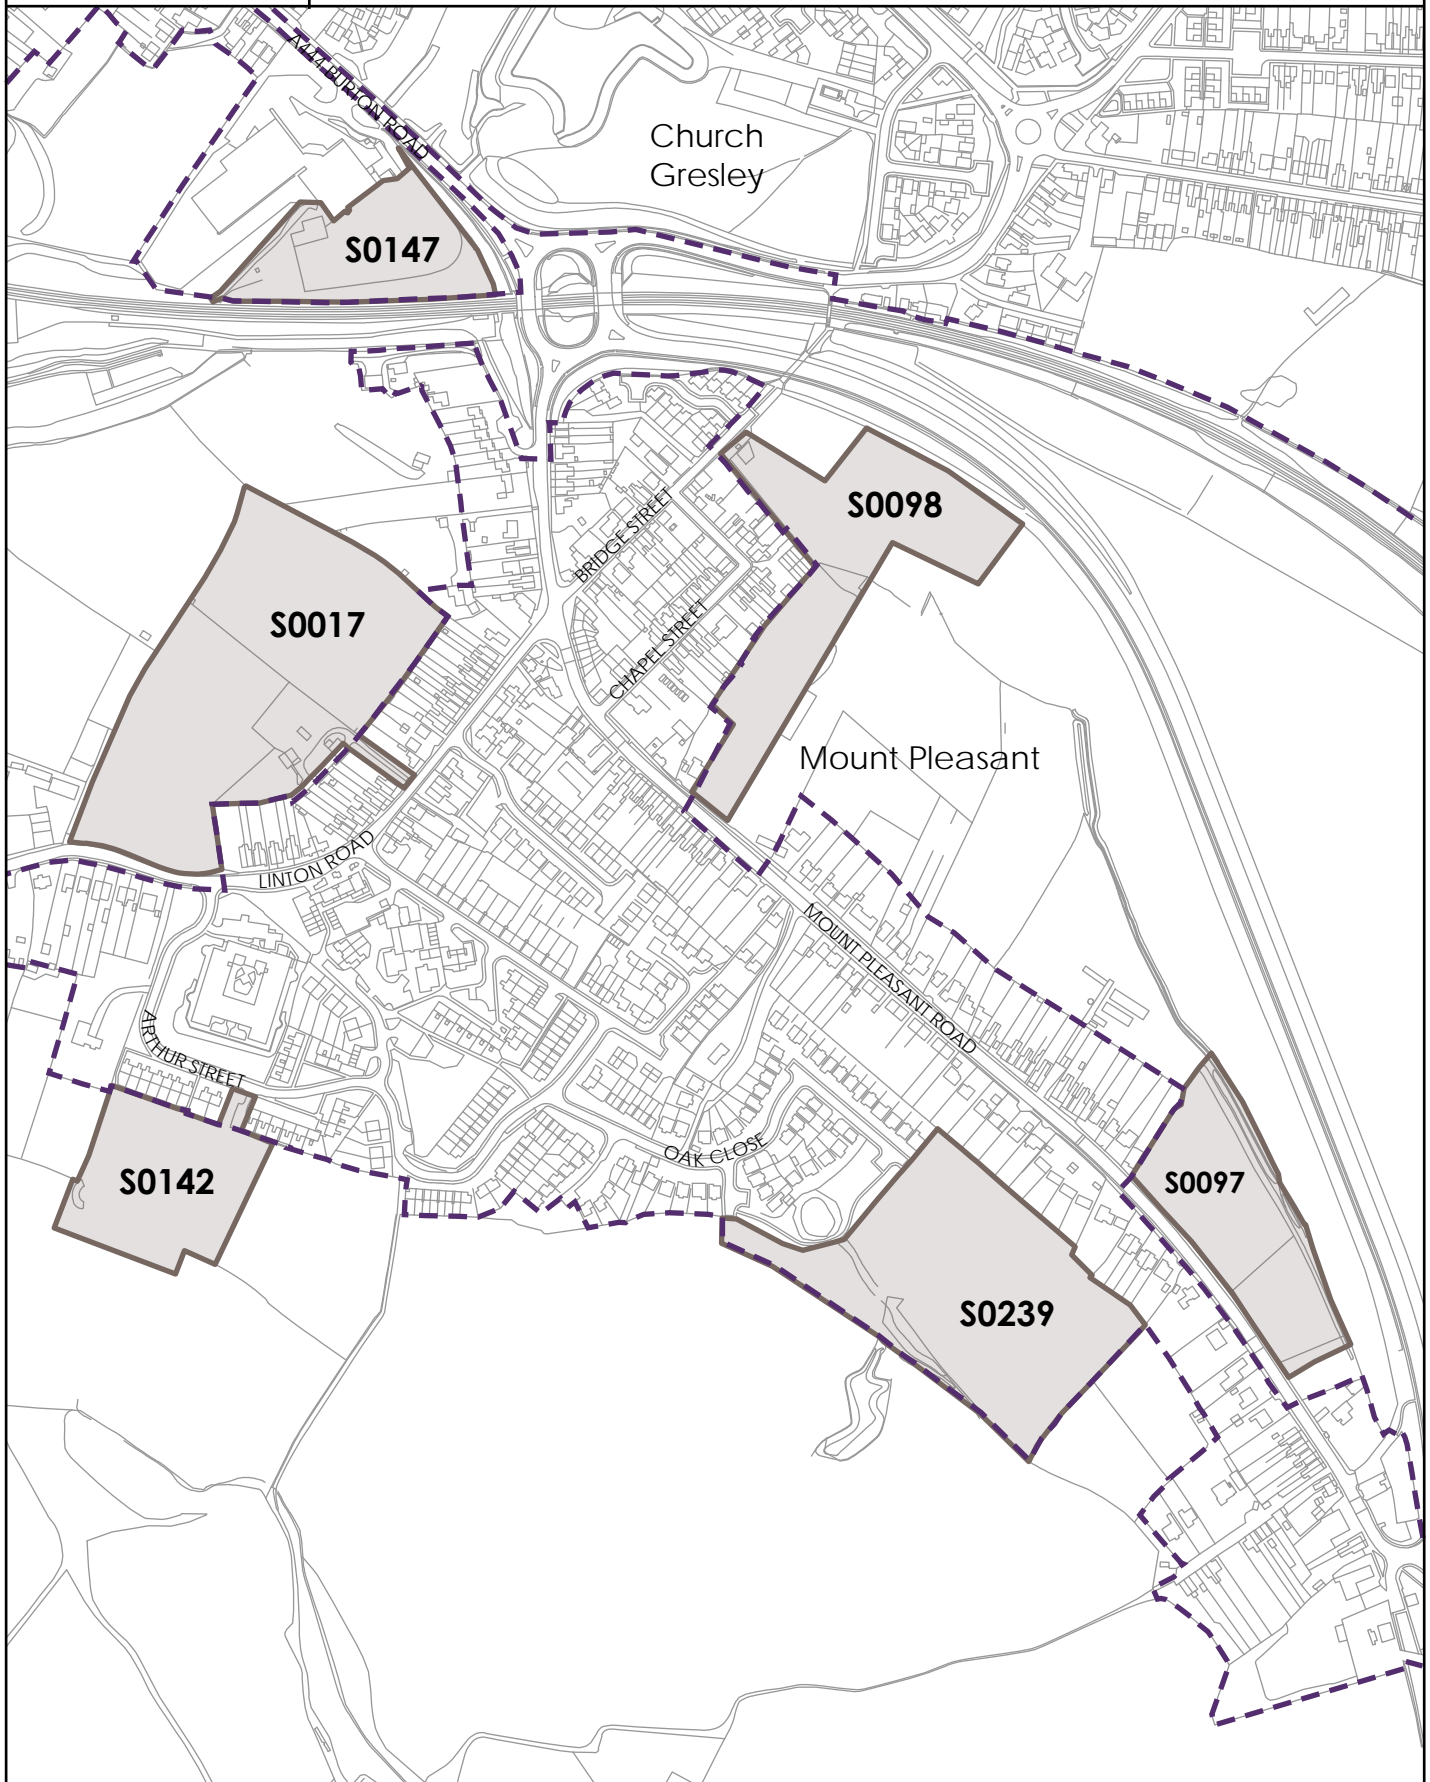 A444 BURTON ROAD
Church
Gresley
S0147
S0098
BRIDGE STREET
S0017
CHAPEL STREET
Mount Pleasant
LINTON ROAD
MOUNT PLEASANT ROAD
ARTHUR STREET
OAK CLOSE
S0142
S0097
S0239